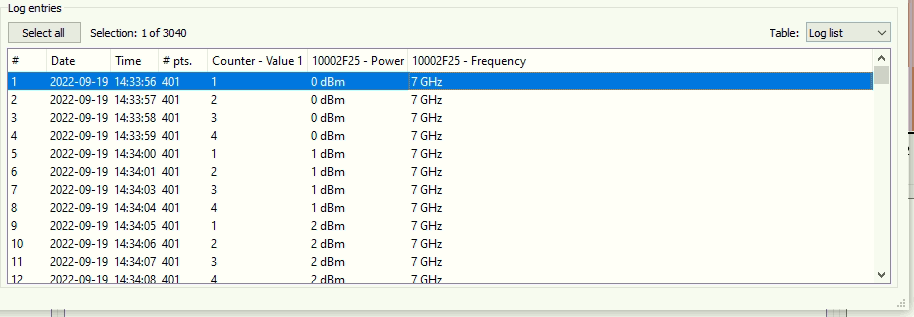 Log entries
Select all Selection: 1 of 3040 Table: Log list
# Date Time # pts. Counter - Value 1 10002F25 - Power 10002F25 - Frequency
1 2022-09-19 14:33:56 401 1 0 dBm 7 GHz
2 2022-09-19 14:33:57 401 2 0 dBm 7 GHz
3 2022-09-19 14:33:58 401 3 0 dBm 7 GHz
4 2022-09-19 14:33:59 401 4 0 dBm 7 GHz
5 2022-09-19 14:34:00 401 1 1 dBm 7 GHz
6 2022-09-19 14:34:01 401 2 1 dBm 7 GHz
7 2022-09-19 14:34:03 401 3 1 dBm 7 GHz
8 2022-09-19 14:34:04 401 4 1 dBm 7 GHz
9 2022-09-19 14:34:05 401 1 2 dBm 7 GHz
10 2022-09-19 14:34:06 401 2 2 dBm 7 GHz
11 2022-09-19 14:34:07 401 3 2 dBm 7 GHz
12 2022-09-19 14:34:08 401 4 2 dBm 7 GHz